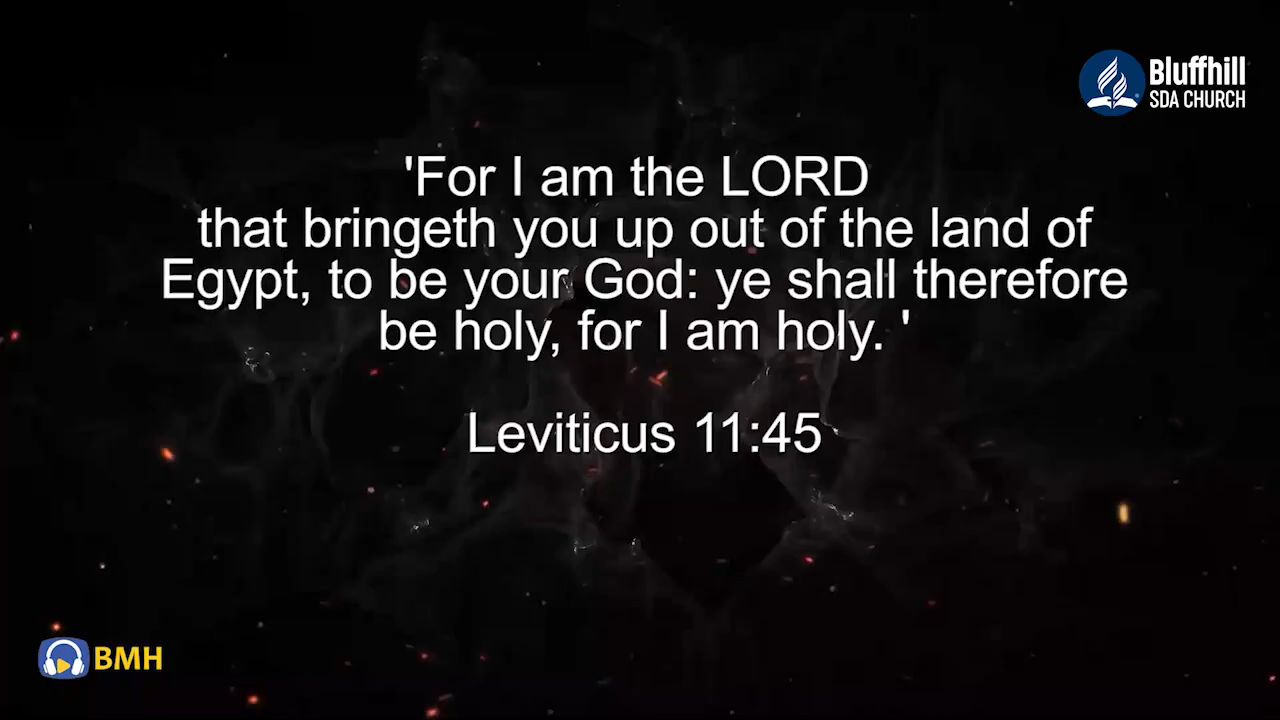 Bluffhill
SDA CHURCH
'For I am the LORD
that bringeth you up out of the land of
Egypt, to be your God: ye shall therefore
be holy, for I am holy. '
Leviticus 11:45
BMH